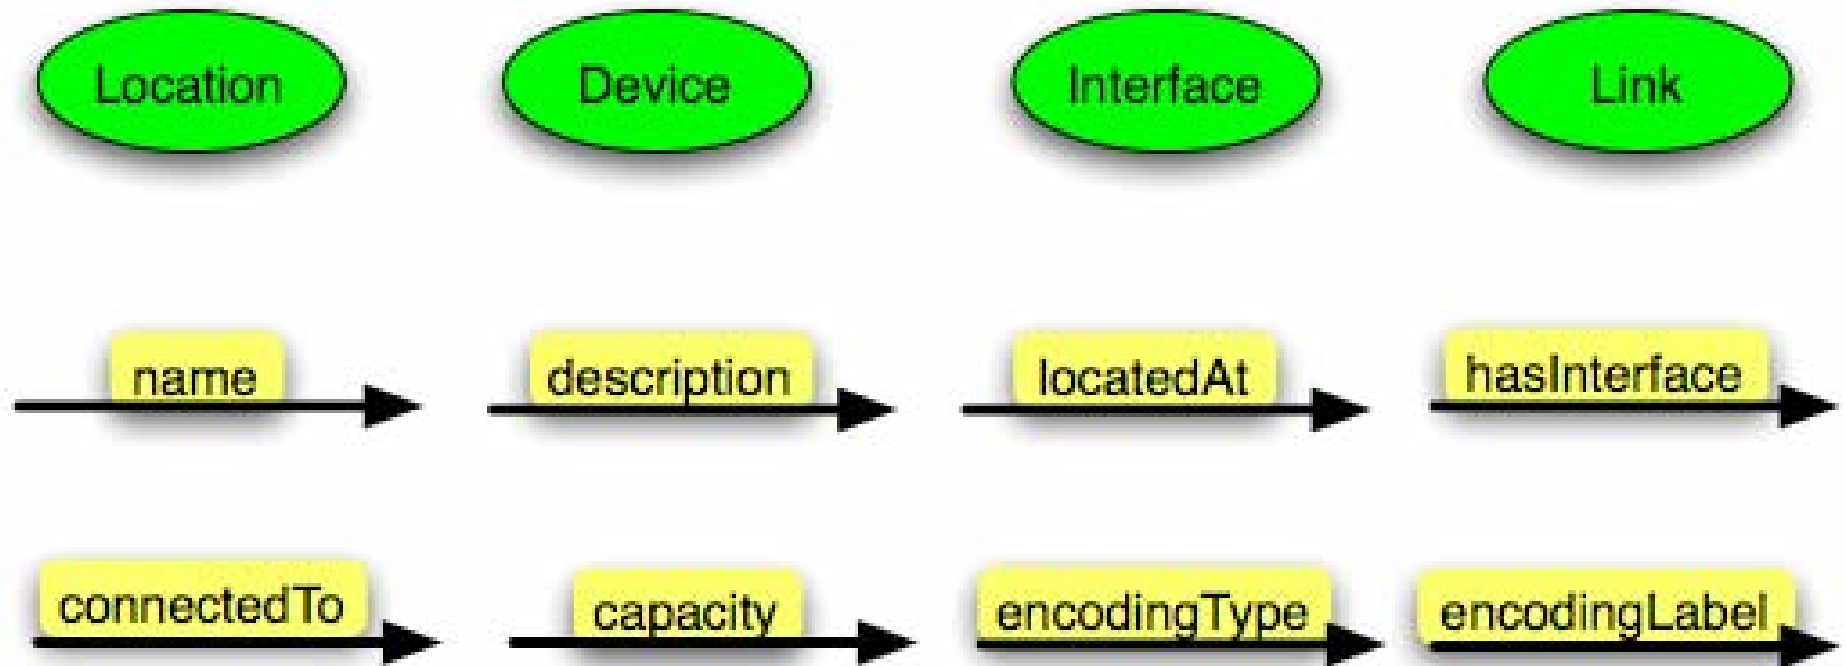 Location Device Interface Link
name description locatedAt hasInterface
connectedTo capacity encodingType encodingLabel